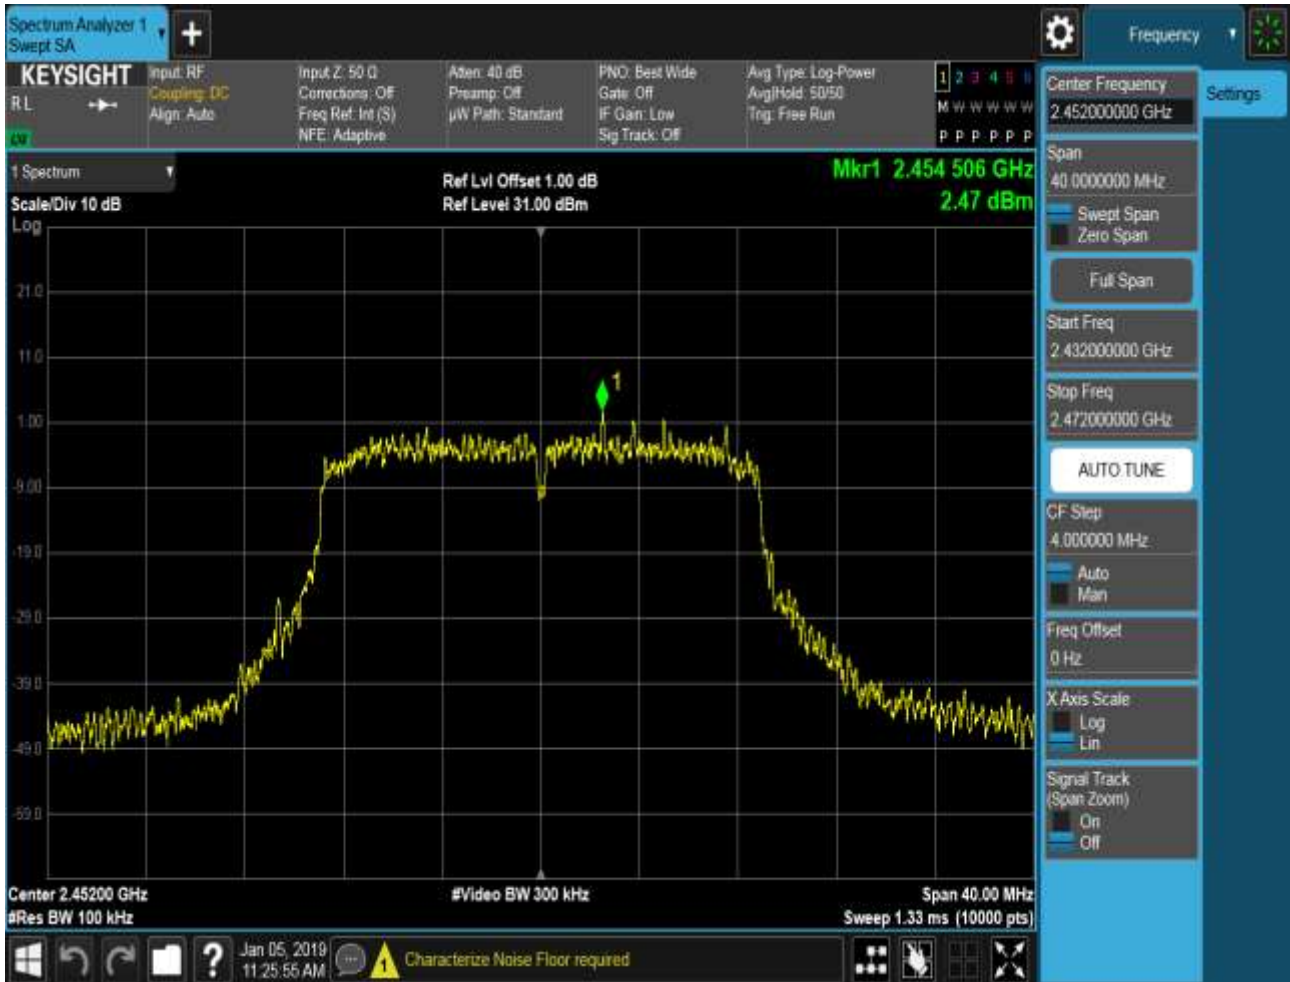 Spectrum Analyzer 1
Swept SA
Frequency
KEYSIGHT
R L
Input: RF
Coupling: DC
Align: Auto
Input Z: 50 Ω
Corrections: Off
Freq Ref: Int (S)
NFE: Adaptive
Atten: 40 dB
Preamp: Off
µW Path: Standard
PNO: Best Wide
Gate: Off
IF Gain: Low
Sig Track: Off
Avg Type: Log-Power
Avg|Hold: 50/50
Trig: Free Run
1 2 3 4 5 6
M W W W W W
P P P P P P
1 Spectrum
Scale/Div 10 dB
Log
Ref Lvl Offset 1.00 dB
Ref Level 31.00 dBm
Mkr1 2.454 506 GHz
2.47 dBm
21.0
11.0
1.00
-9.00
-19.0
-29.0
-39.0
-49.0
-59.0
1
Center 2.45200 GHz
#Res BW 100 kHz
#Video BW 300 kHz
Span 40.00 MHz
Sweep 1.33 ms (10000 pts)
Center Frequency
2.452000000 GHz
Settings
Span
40.0000000 MHz
Swept Span
Zero Span
Full Span
Start Freq
2.432000000 GHz
Stop Freq
2.472000000 GHz
AUTO TUNE
CF Step
4.000000 MHz
Auto
Man
Freq Offset
0 Hz
X Axis Scale
Log
Lin
Signal Track
(Span Zoom)
On
Off
?
Jan 05, 2019
11:25:55 AM
1
Characterize Noise Floor required